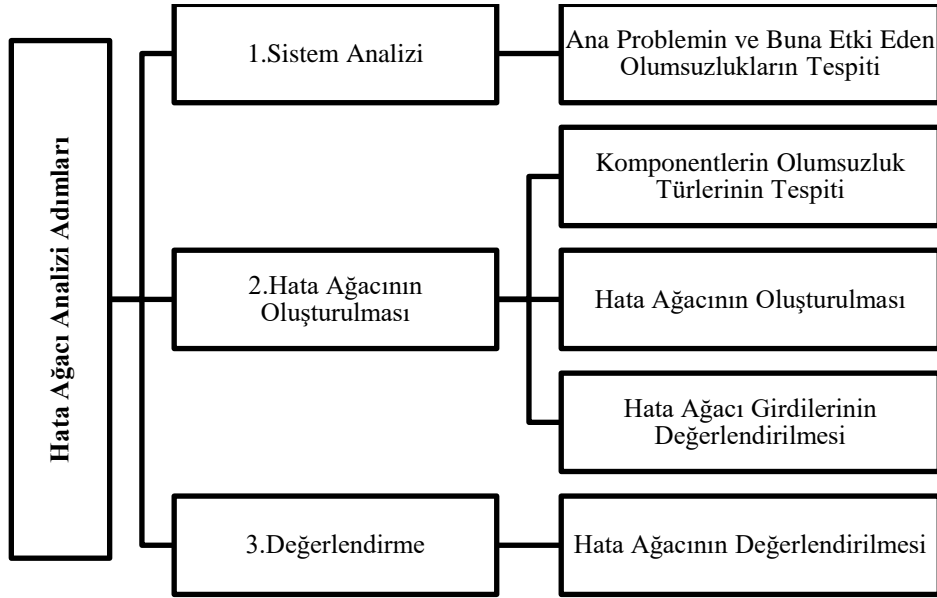 Hata Ağacı Analizi Adımları
1.Sistem Analizi
Ana Problemin ve Buna Etki Eden
Olumsuzlukların Tespiti
2.Hata Ağacının
Oluşturulması
Komponentlerin Olumsuzluk
Türlerinin Tespiti
Hata Ağacının Oluşturulması
Hata Ağacı Girdilerinin
Değerlendirilmesi
3.Değerlendirme
Hata Ağacının Değerlendirilmesi